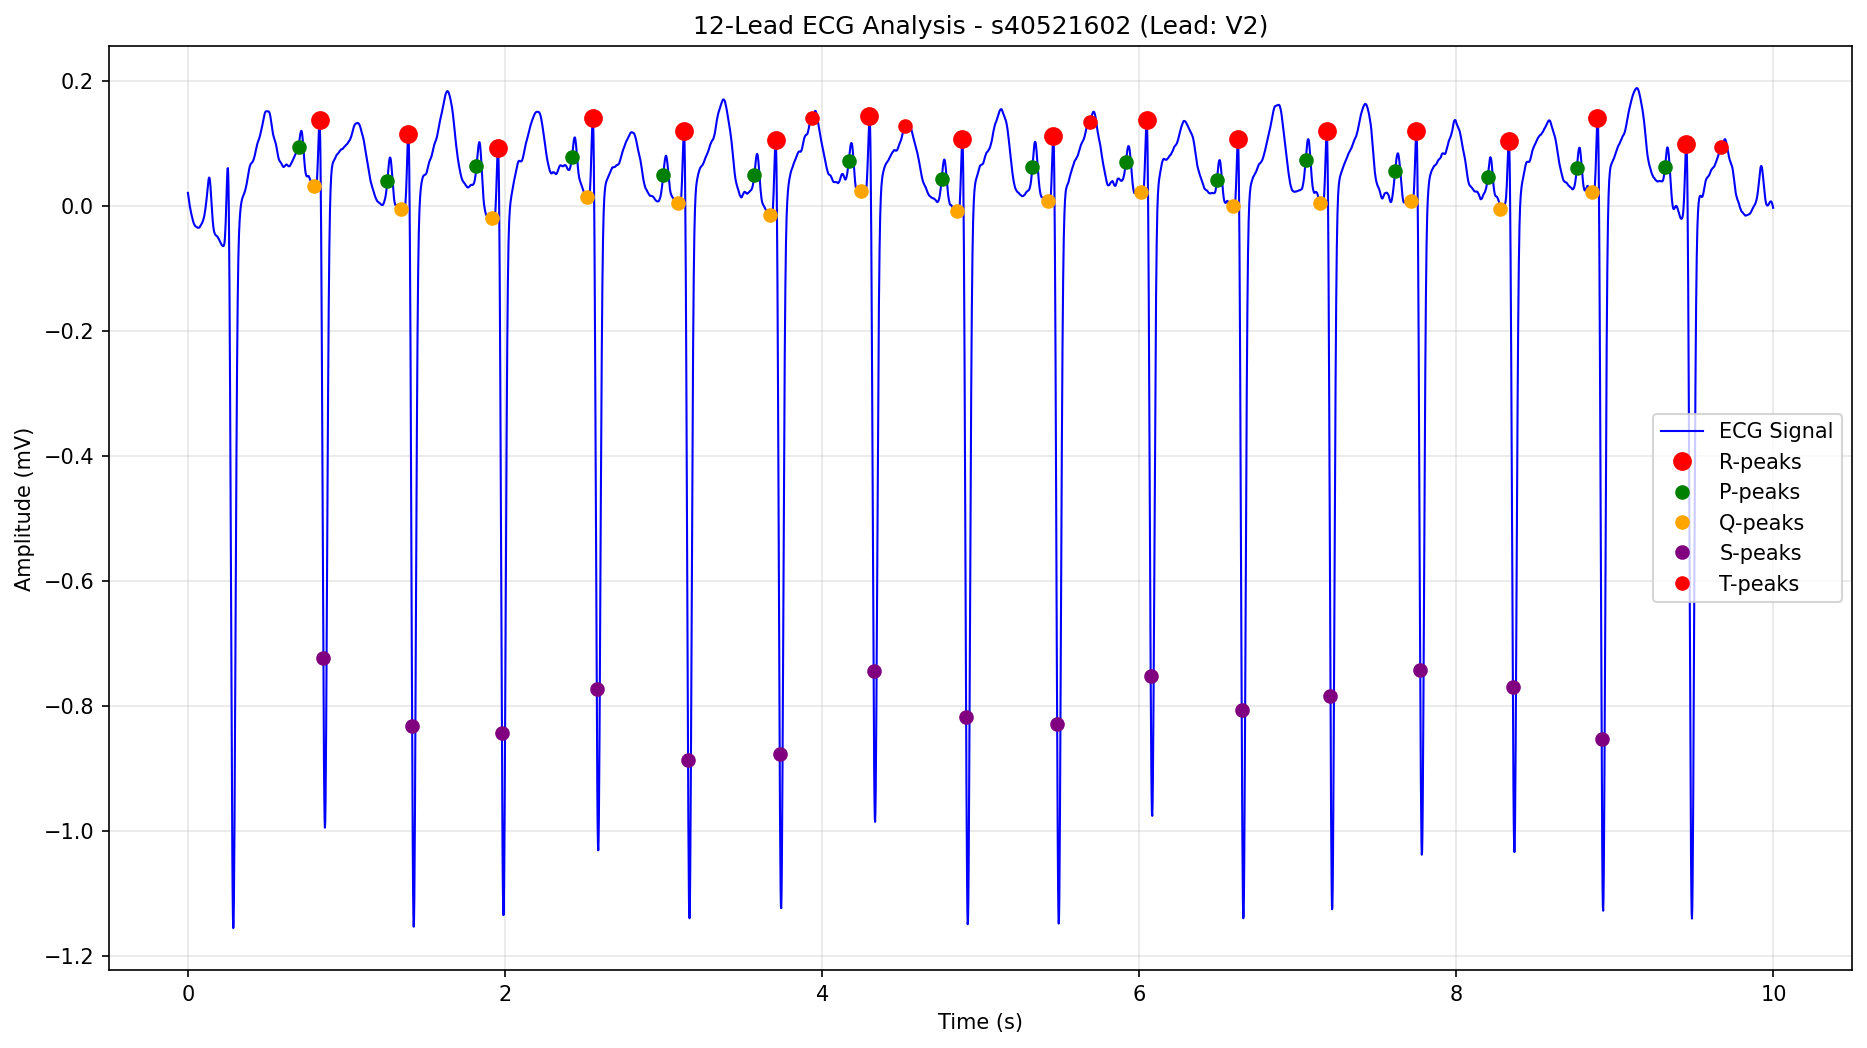 12-Lead ECG Analysis - s40521602 (Lead: V2)
0.2
0.0
−0.2
−0.4
−0.6
−0.8
−1.0
−1.2
Amplitude (mV)
ECG Signal
R-peaks
P-peaks
Q-peaks
S-peaks
T-peaks
0 2 4 6 8 10
Time (s)